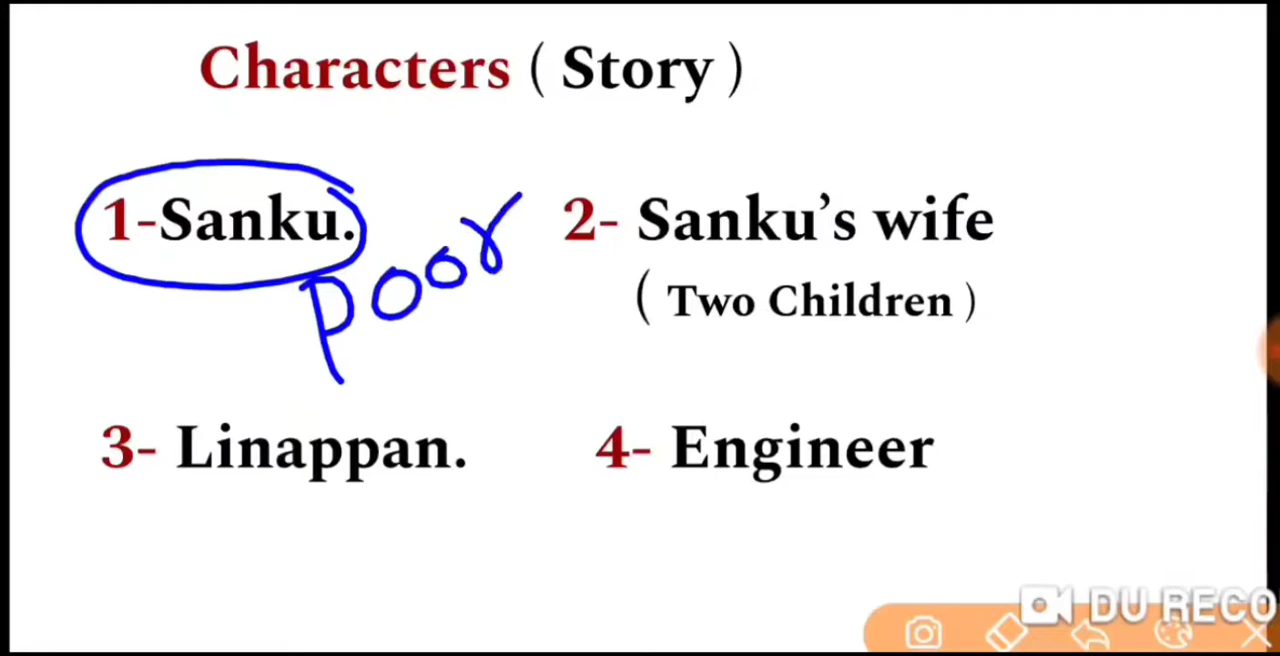 Characters ( Story )
1-Sanku.
poor
2- Sanku's wife
( Two Children )
3- Linappan.
4- Engineer
DU RECO